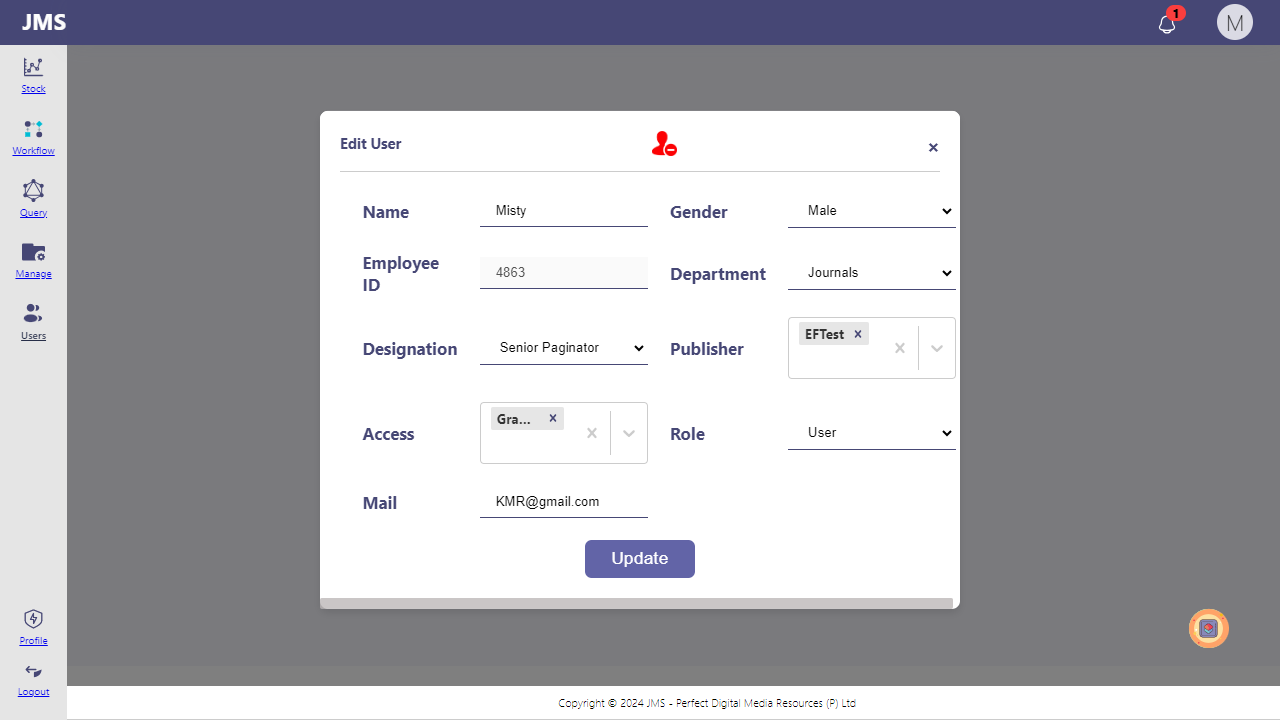 JMS
1
M
Stock
Workflow
Query
Manage
Users
Profile
Logout
Edit User
×
Name
Misty
Gender
Male
Employee
ID
4863
Department
Journals
Designation
Senior Paginator
Publisher
EFTest
Access
Gra...
Role
User
Mail
KMR@gmail.com
Update
Copyright © 2024 JMS - Perfect Digital Media Resources (P) Ltd